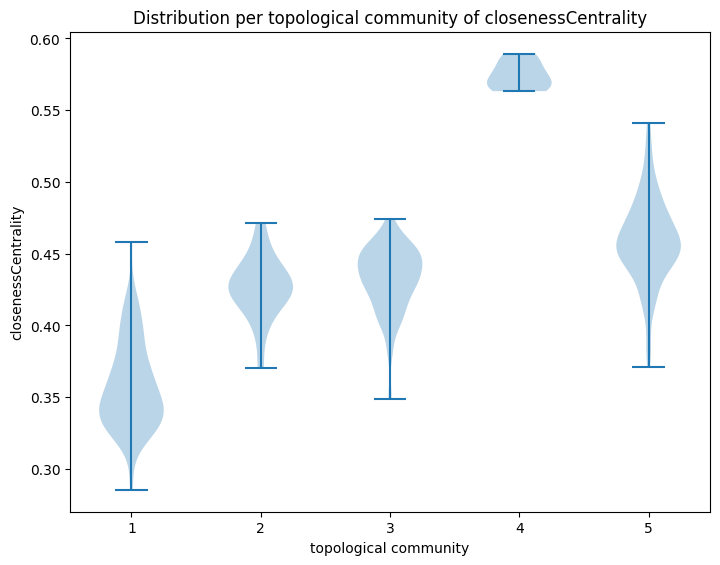 Distribution per topological community of closenessCentrality
closenessCentrality
0.60
0.55
0.50
0.45
0.40
0.35
0.30
1 2 3 4 5
topological community